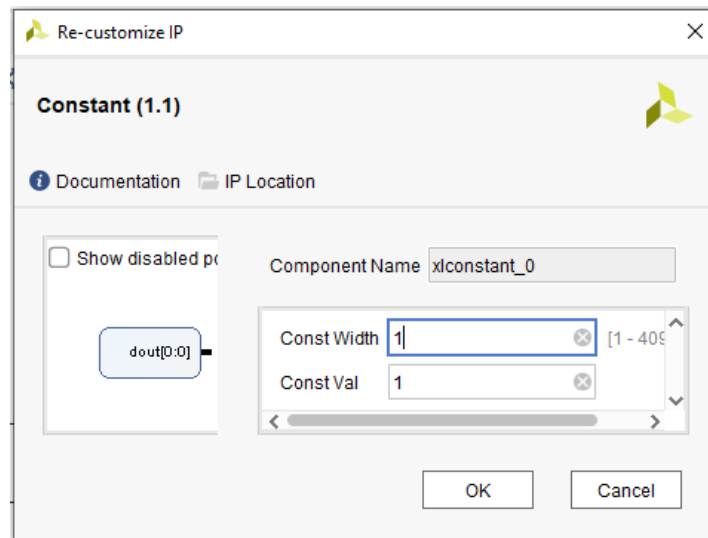 Re-customize IP
Constant (1.1)
Documentation IP Location
Show disabled po
Component Name xlconstant_0
dout[0:0]
Const Width 1 [1 - 409
Const Val 1
OK Cancel